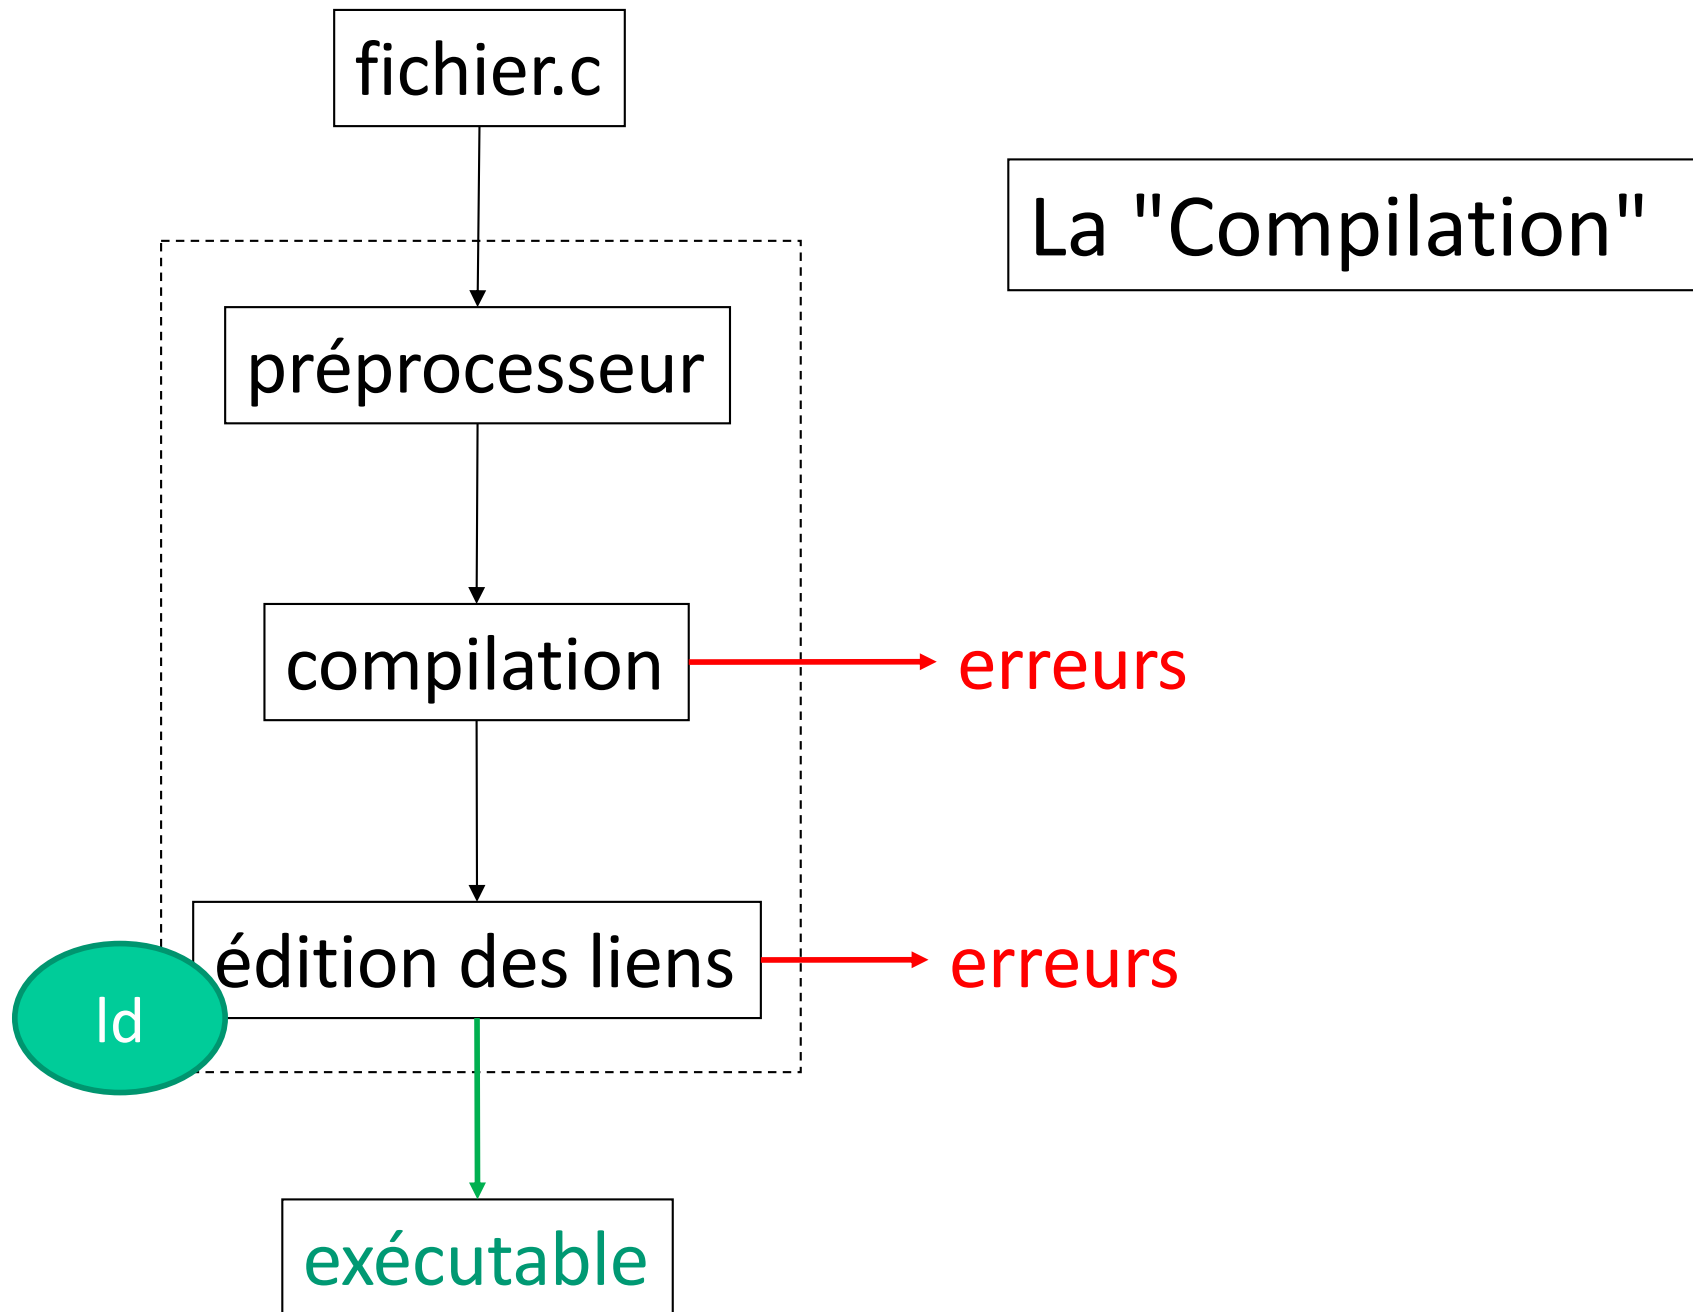 fichier.c
La "Compilation"
préprocesseur
compilation
erreurs
édition des liens
erreurs
ld
exécutable